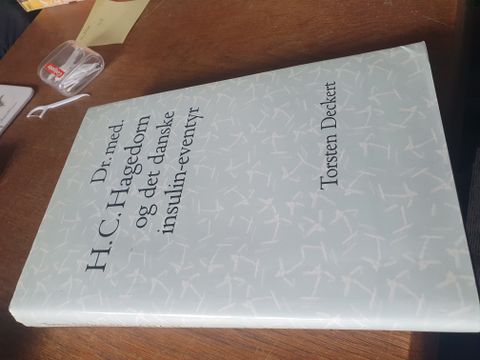 Dr. med.
H. C. Hagedorn
og det danske
insulin-eventyr
Torsten Deckert